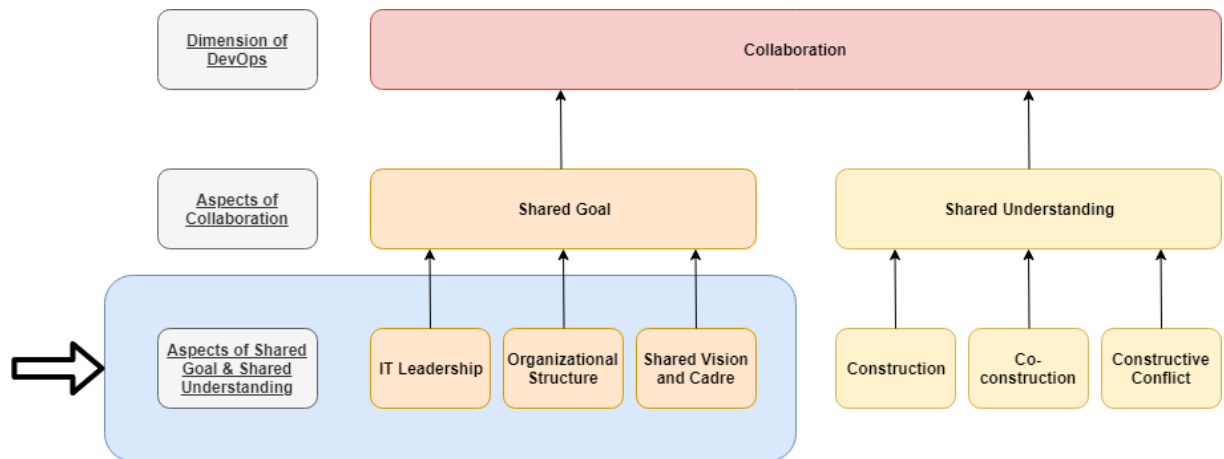 Dimension of
DevOps
Collaboration
Aspects of
Collaboration
Shared Goal
Shared Understanding
Aspects of Shared
Goal & Shared
Understanding
IT Leadership
Organizational
Structure
Shared Vision
and Cadre
Construction
Co-
construction
Constructive
Conflict